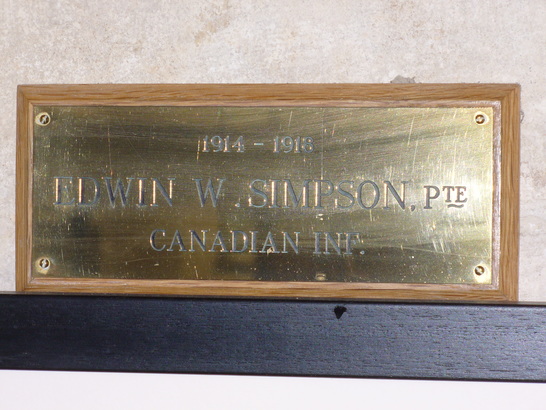 1914 - 1918
EDWIN W. SIMPSON, PTE
CANADIAN INF.